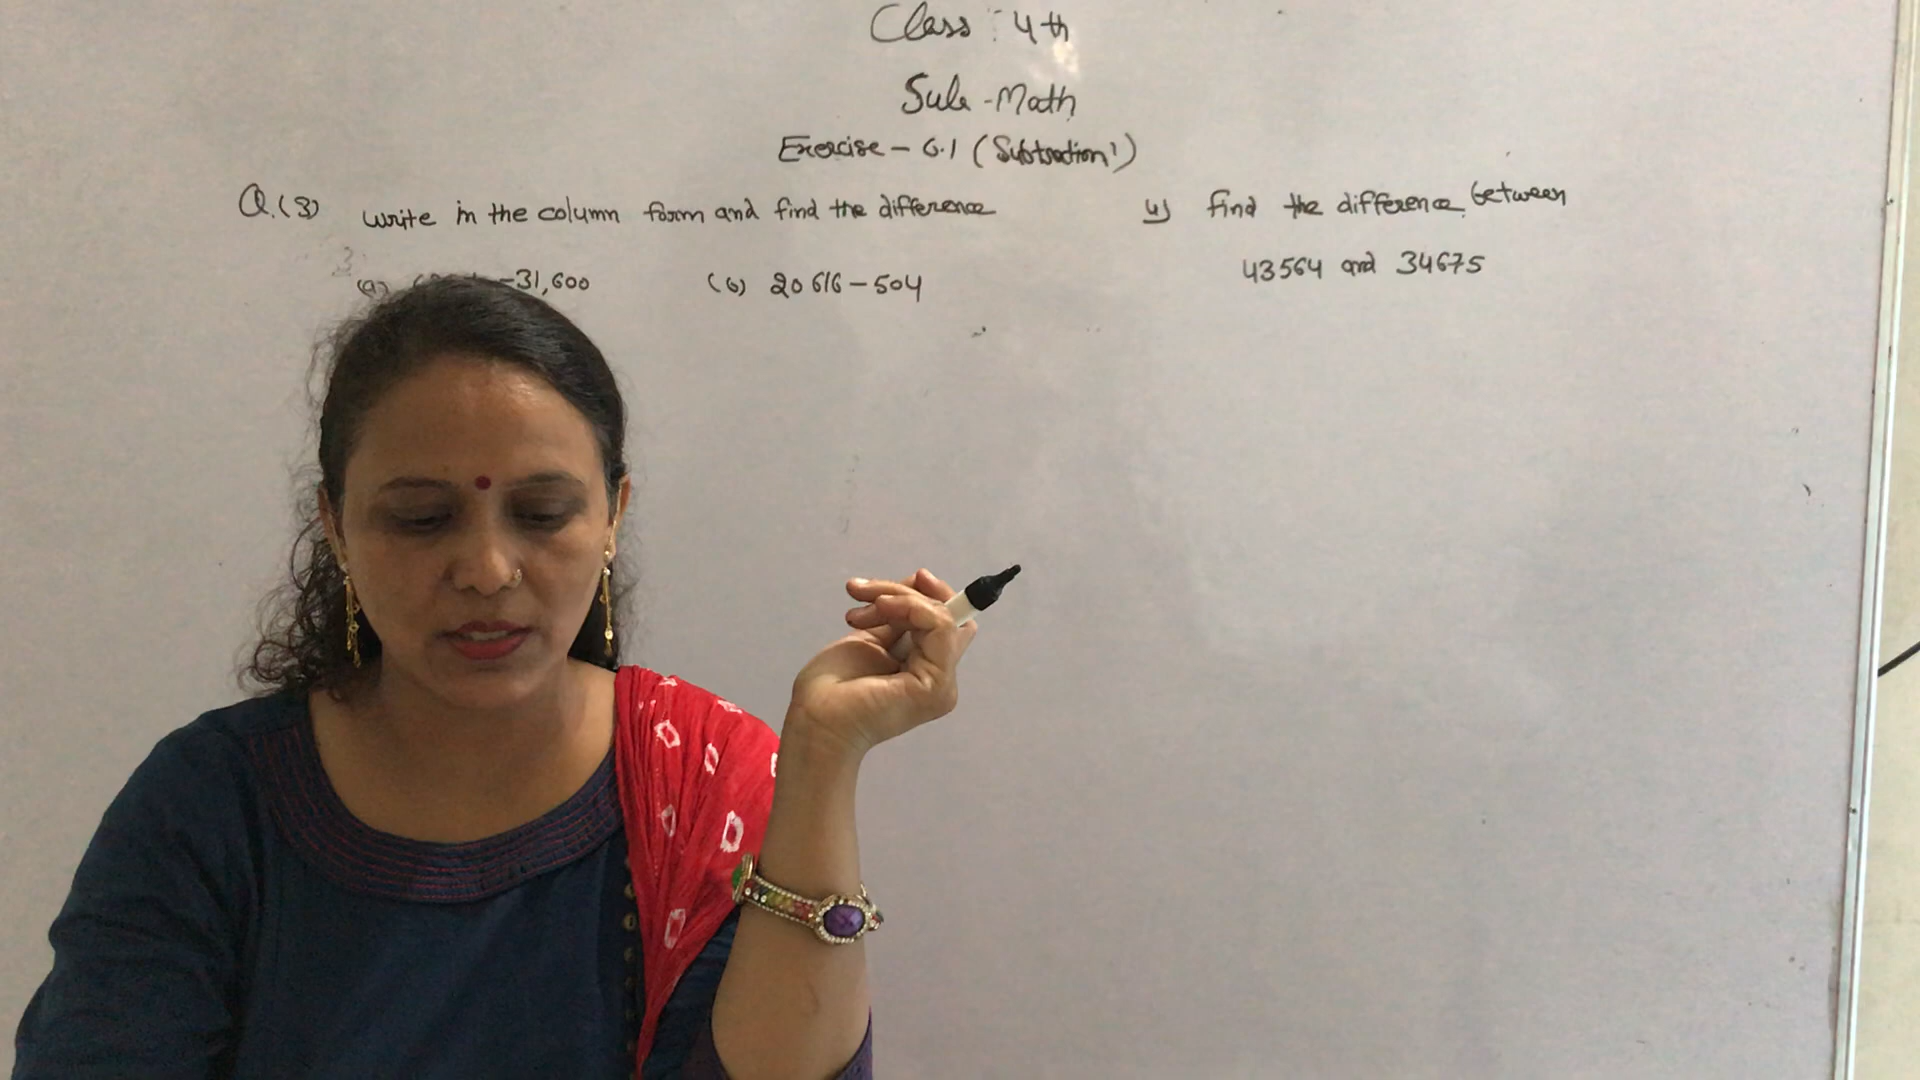 Class : 4th
Sub - Math
Exercise - 6.1 (Subtraction)
Q.(3) write in the column form and find the difference
(a) -31,600 (b) 20616-504
4) find the difference between
43564 and 34675